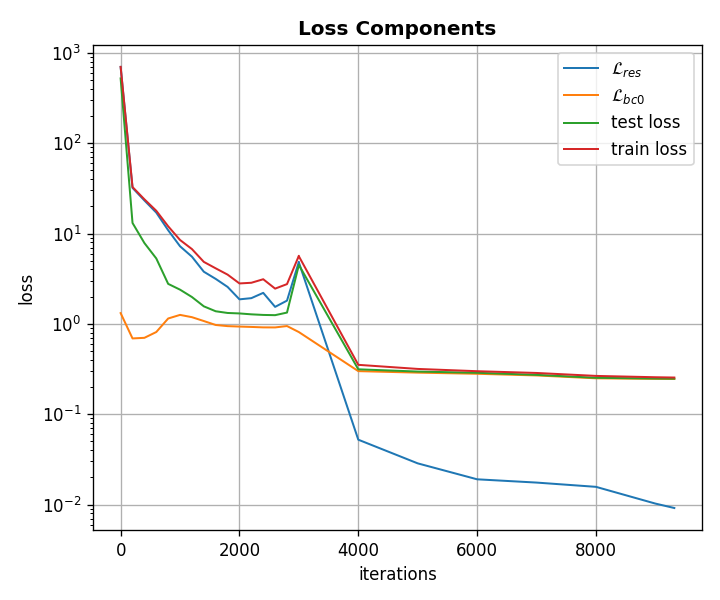 Loss Components
10³
10²
10¹
10⁰
10⁻¹
10⁻²
loss
ℒ_res
ℒ_bc0
test loss
train loss
0 2000 4000 6000 8000
iterations